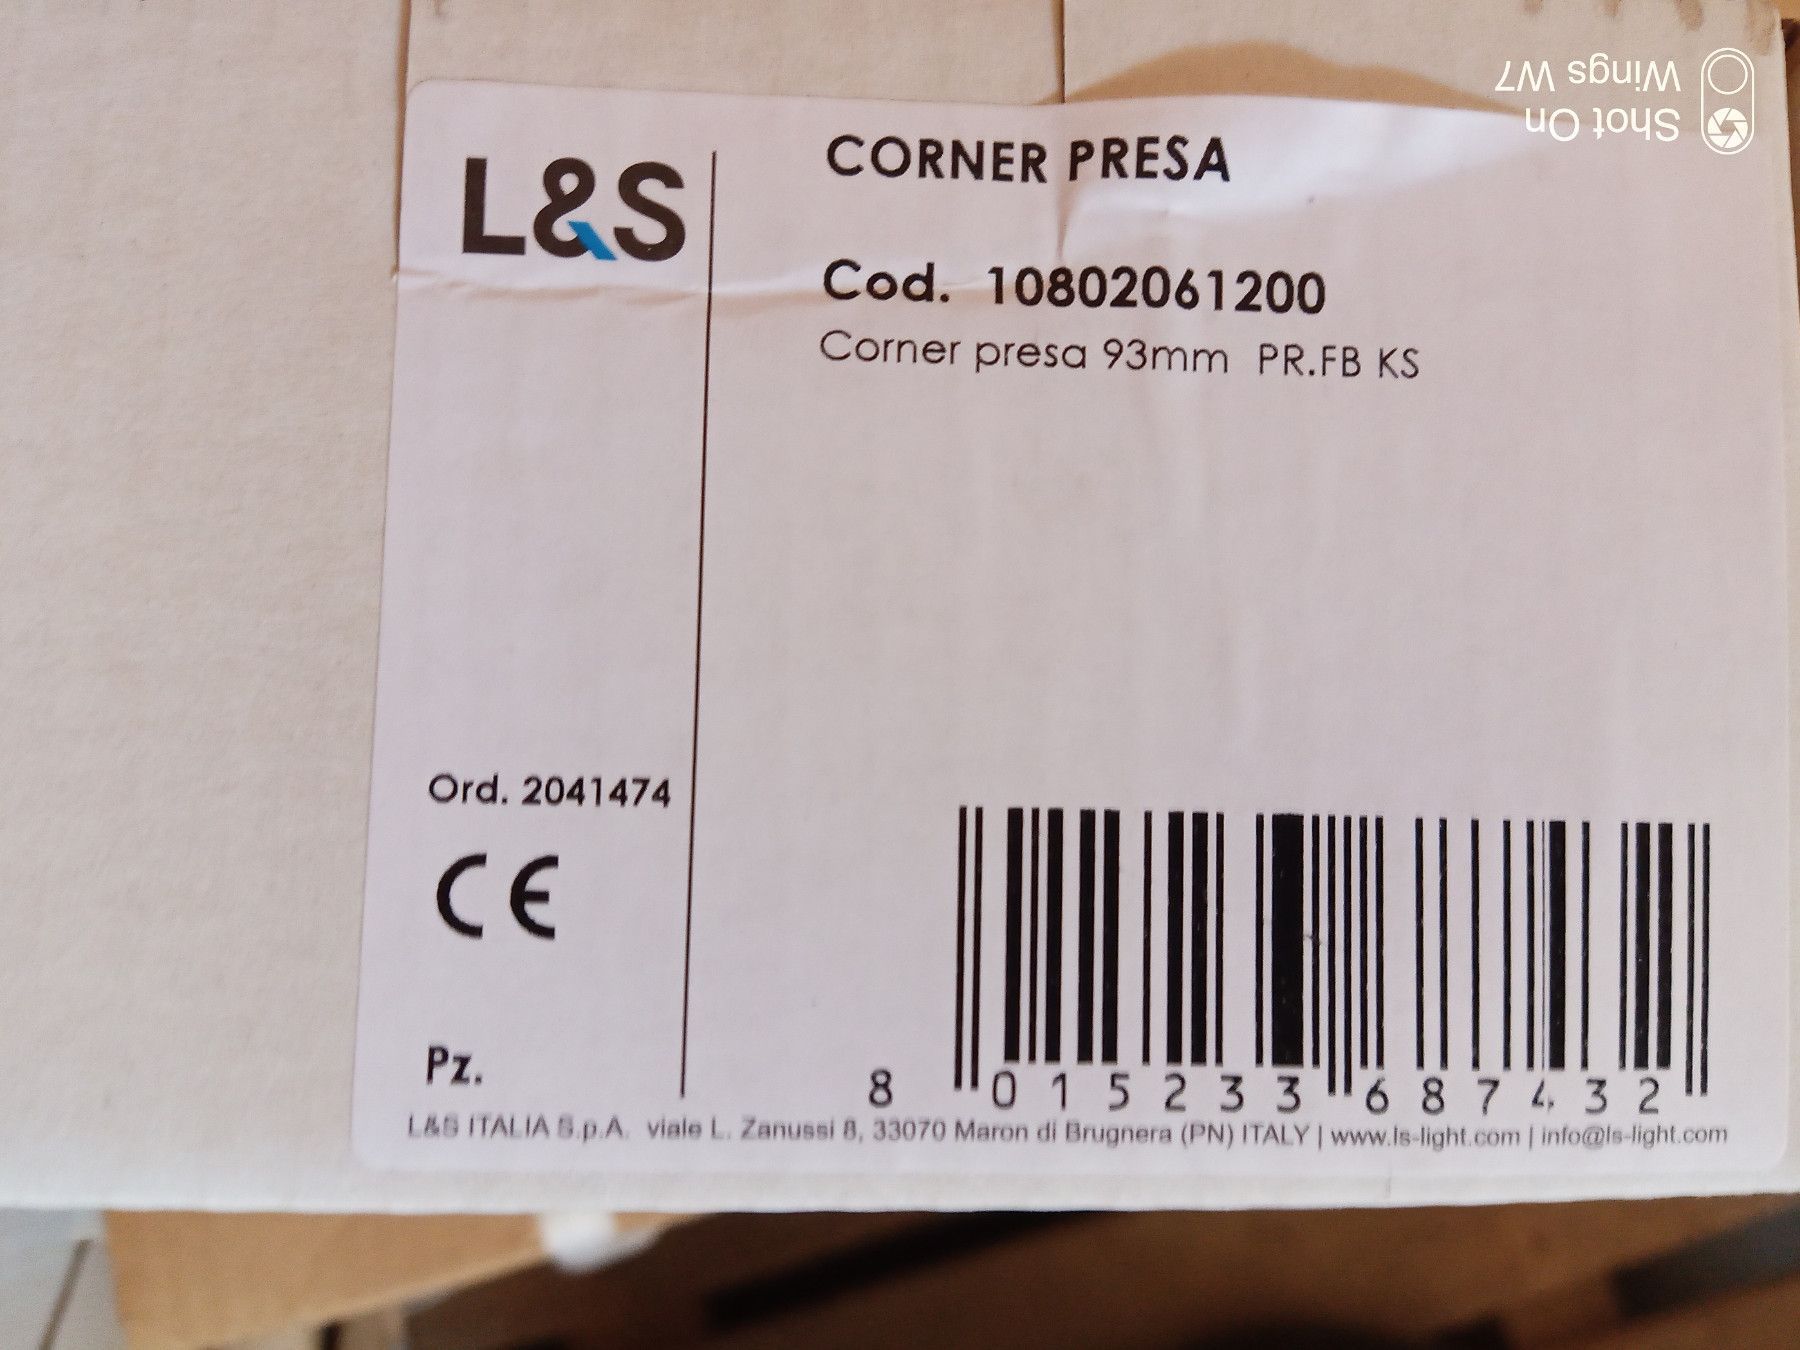 L&S
CORNER PRESA
Cod. 10802061200
Corner presa 93mm PR.FB KS
Ord. 2041474
CE
Pz.
8 015233 687432
L&S ITALIA S.p.A. viale L. Zanussi 8, 33070 Maron di Brugnera (PN) ITALY | www.ls-light.com | info@ls-light.com
Shot On
Wings W7